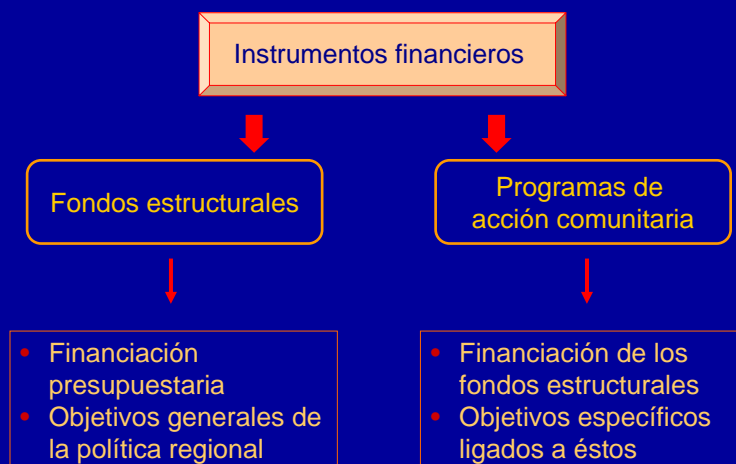 Instrumentos financieros
Fondos estructurales
Programas de
acción comunitaria
• Financiación
presupuestaria
• Objetivos generales de
la política regional
• Financiación de los
fondos estructurales
• Objetivos específicos
ligados a éstos